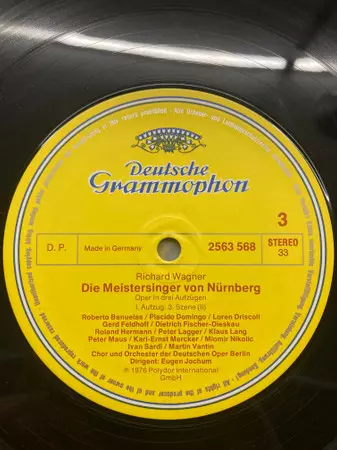 Deutsche
Grammophon
3
D. P.
Made in Germany
2563 568
STEREO
33
Richard Wagner
Die Meistersinger von Nürnberg
Oper in drei Aufzügen
I. Aufzug: 3. Szene (II)
Roberto Banuelas / Placido Domingo / Loren Driscoll
Gerd Feldhoff / Dietrich Fischer-Dieskau
Roland Hermann / Peter Lagger / Klaus Lang
Peter Maus / Karl-Ernst Mercker / Miomir Nikolic
Ivan Sardi / Martin Vantin
Chor und Orchester der Deutschen Oper Berlin
Dirigent: Eugen Jochum
℗ 1976 Polydor International
GmbH